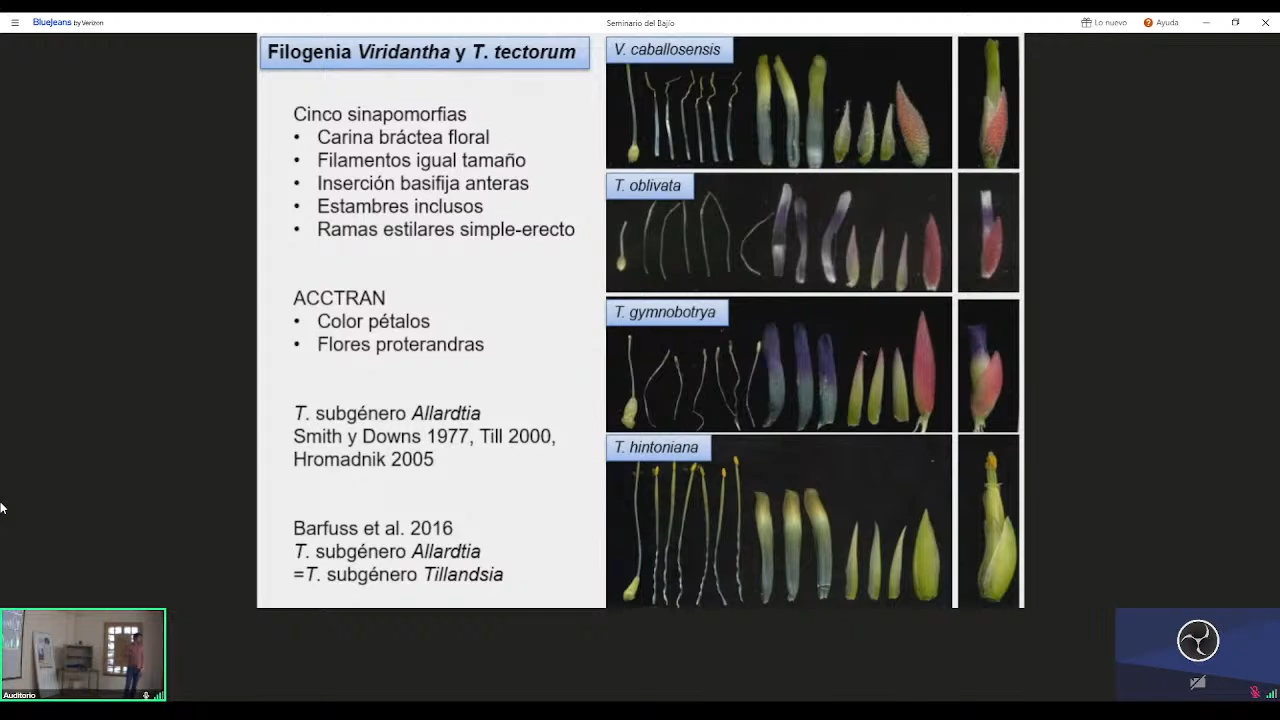 BlueJeans by Verizon
Seminario del Bajío
Lo nuevo
Ayuda
Filogenia Viridantha y T. tectorum
Cinco sinapomorfias
• Carina bráctea floral
• Filamentos igual tamaño
• Inserción basifija anteras
• Estambres inclusos
• Ramas estilares simple-erecto
ACCTRAN
• Color pétalos
• Flores proterandras
T. subgénero Allardtia
Smith y Downs 1977, Till 2000,
Hromadnik 2005
Barfuss et al. 2016
T. subgénero Allardtia
=T. subgénero Tillandsia
V. caballosensis
T. oblivata
T. gymnobotrya
T. hintoniana
Auditorio